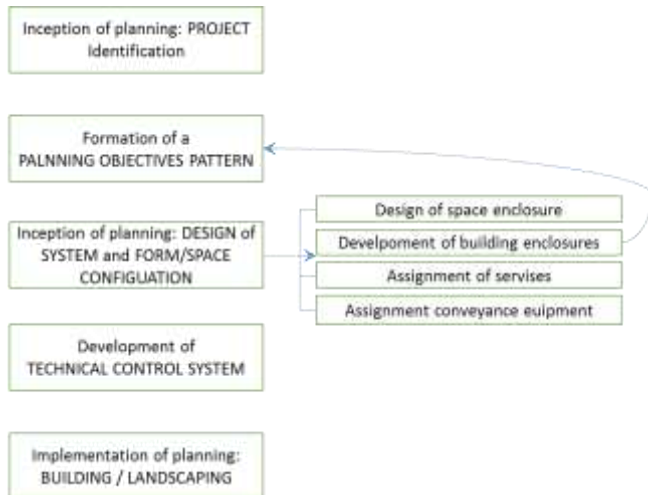 Inception of planning: PROJECT
Identification
Formation of a
PALNNING OBJECTIVES PATTERN
Inception of planning: DESIGN of
SYSTEM and FORM/SPACE
CONFIGUATION
Design of space enclosure
Develpoment of building enclosures
Assignment of servises
Assignment conveyance euipment
Development of
TECHNICAL CONTROL SYSTEM
Implementation of planning:
BUILDING / LANDSCAPING